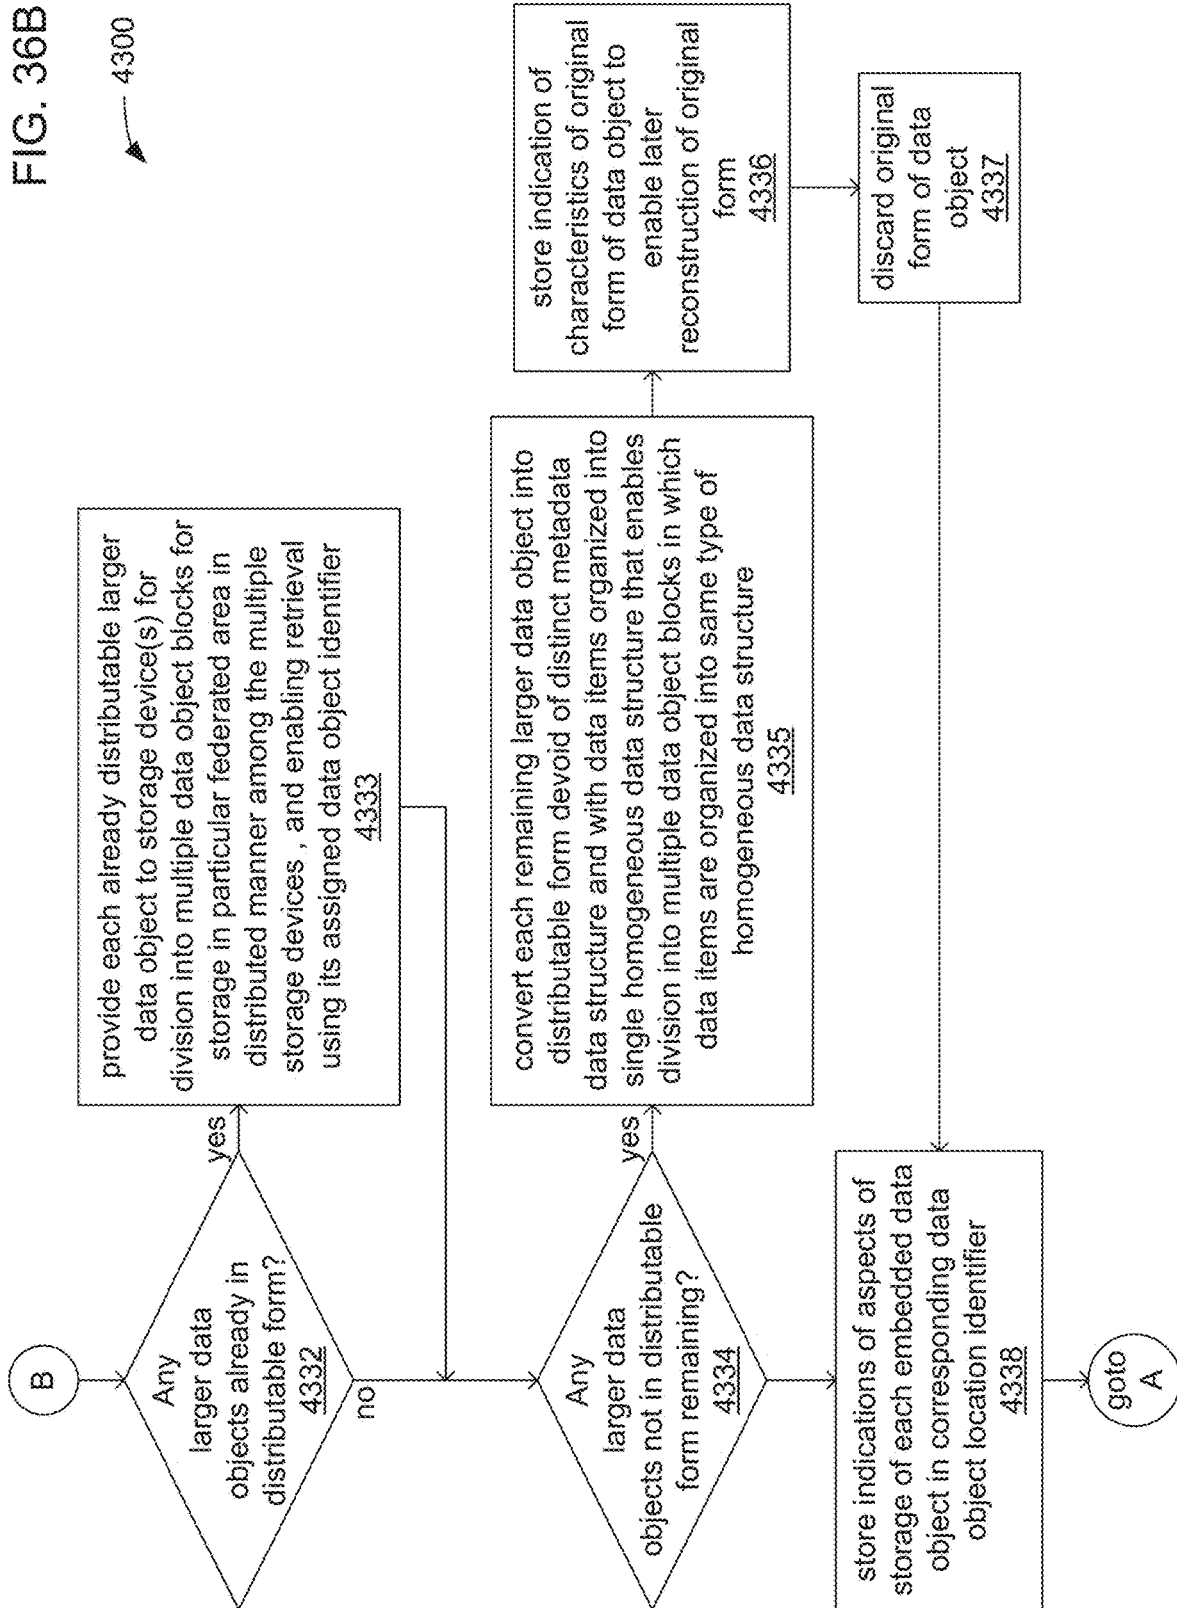 FIG. 36B
4300
B
Any
larger data
objects already in
distributable form?
4332
yes
no
provide each already distributable larger
data object to storage device(s) for
division into multiple data object blocks for
storage in particular federated area in
distributed manner among the multiple
storage devices , and enabling retrieval
using its assigned data object identifier
4333
Any
larger data
objects not in distributable
form remaining?
4334
yes
convert each remaining larger data object into
distributable form devoid of distinct metadata
data structure and with data items organized into
single homogeneous data structure that enables
division into multiple data object blocks in which
data items are organized into same type of
homogeneous data structure
4335
store indication of
characteristics of original
form of data object to
enable later
reconstruction of original
form
4336
discard original
form of data
object
4337
store indications of aspects of
storage of each embedded data
object in corresponding data
object location identifier
4338
goto
A